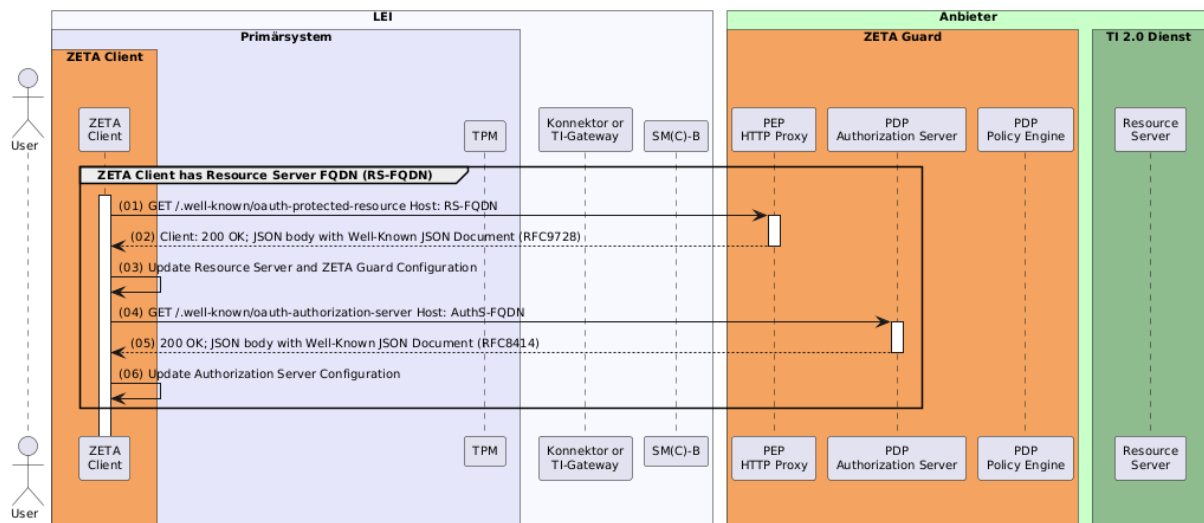 LEI
Anbieter
Primärsystem
ZETA Guard
TI 2.0 Dienst
ZETA Client
User
ZETA
Client
TPM
Konnektor or
TI-Gateway
SM(C)-B
PEP
HTTP Proxy
PDP
Authorization Server
PDP
Policy Engine
Resource
Server
ZETA Client has Resource Server FQDN (RS-FQDN)
(01) GET /.well-known/oauth-protected-resource Host: RS-FQDN
(02) Client: 200 OK; JSON body with Well-Known JSON Document (RFC9728)
(03) Update Resource Server and ZETA Guard Configuration
(04) GET /.well-known/oauth-authorization-server Host: AuthS-FQDN
(05) 200 OK; JSON body with Well-Known JSON Document (RFC8414)
(06) Update Authorization Server Configuration
User
ZETA
Client
TPM
Konnektor or
TI-Gateway
SM(C)-B
PEP
HTTP Proxy
PDP
Authorization Server
PDP
Policy Engine
Resource
Server